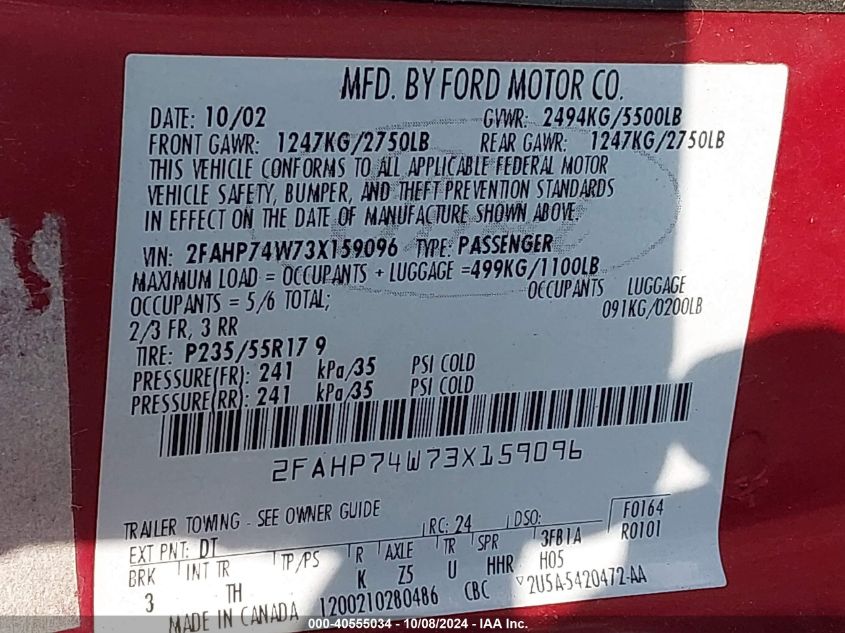 MFD. BY FORD MOTOR CO.
DATE: 10/02 GVWR: 2494KG/5500LB
FRONT GAWR: 1247KG/2750LB REAR GAWR: 1247KG/2750LB
THIS VEHICLE CONFORMS TO ALL APPLICABLE FEDERAL MOTOR
VEHICLE SAFETY, BUMPER, AND THEFT PREVENTION STANDARDS
IN EFFECT ON THE DATE OF MANUFACTURE SHOWN ABOVE.
VIN: 2FAHP74W73X159096 TYPE: PASSENGER
MAXIMUM LOAD = OCCUPANTS + LUGGAGE =499KG/1100LB
OCCUPANTS = 5/6 TOTAL; OCCUPANTS LUGGAGE
2/3 FR, 3 RR 091KG/0200LB
TIRE: P235/55R17 9
PRESSURE(FR): 241 kPa/35 PSI COLD
PRESSURE(RR): 241 kPa/35 PSI COLD
2FAHP74W73X159096
TRAILER TOWING - SEE OWNER GUIDE
EXT PNT: DT RC: 24 DSO: F0164
BRK INT TR TP/PS R AXLE TR SPR 3FB1A R0101
3 TH K Z5 U HHR H05
MADE IN CANADA 1200210280486 CBC 2U5A-5420472-AA
000-40555034 - 10/08/2024 - IAA Inc.